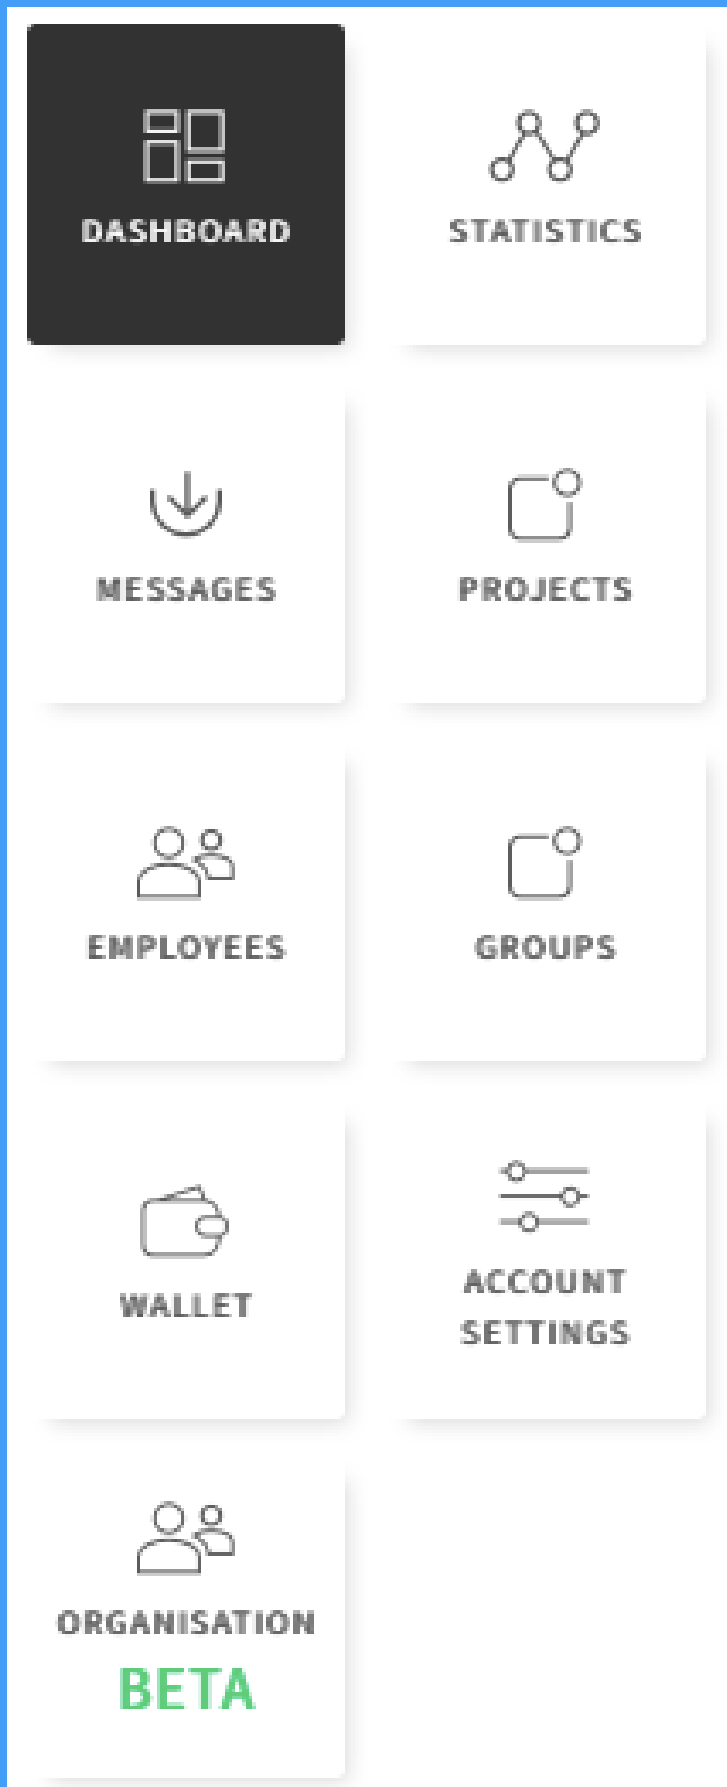 DASHBOARD
STATISTICS
MESSAGES
PROJECTS
EMPLOYEES
GROUPS
WALLET
ACCOUNT
SETTINGS
ORGANISATION
BETA